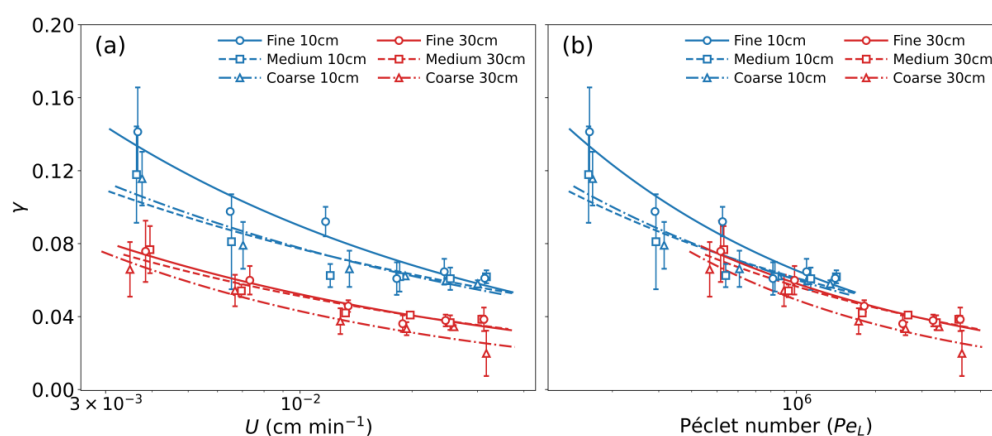 0.20
0.16
0.12
0.08
0.04
0.00
γ
(a)
Fine 10cm
Medium 10cm
Coarse 10cm
Fine 30cm
Medium 30cm
Coarse 30cm
3 × 10⁻³
10⁻²
U (cm min⁻¹)
(b)
Fine 10cm
Medium 10cm
Coarse 10cm
Fine 30cm
Medium 30cm
Coarse 30cm
10⁶
Péclet number (Pe_L)